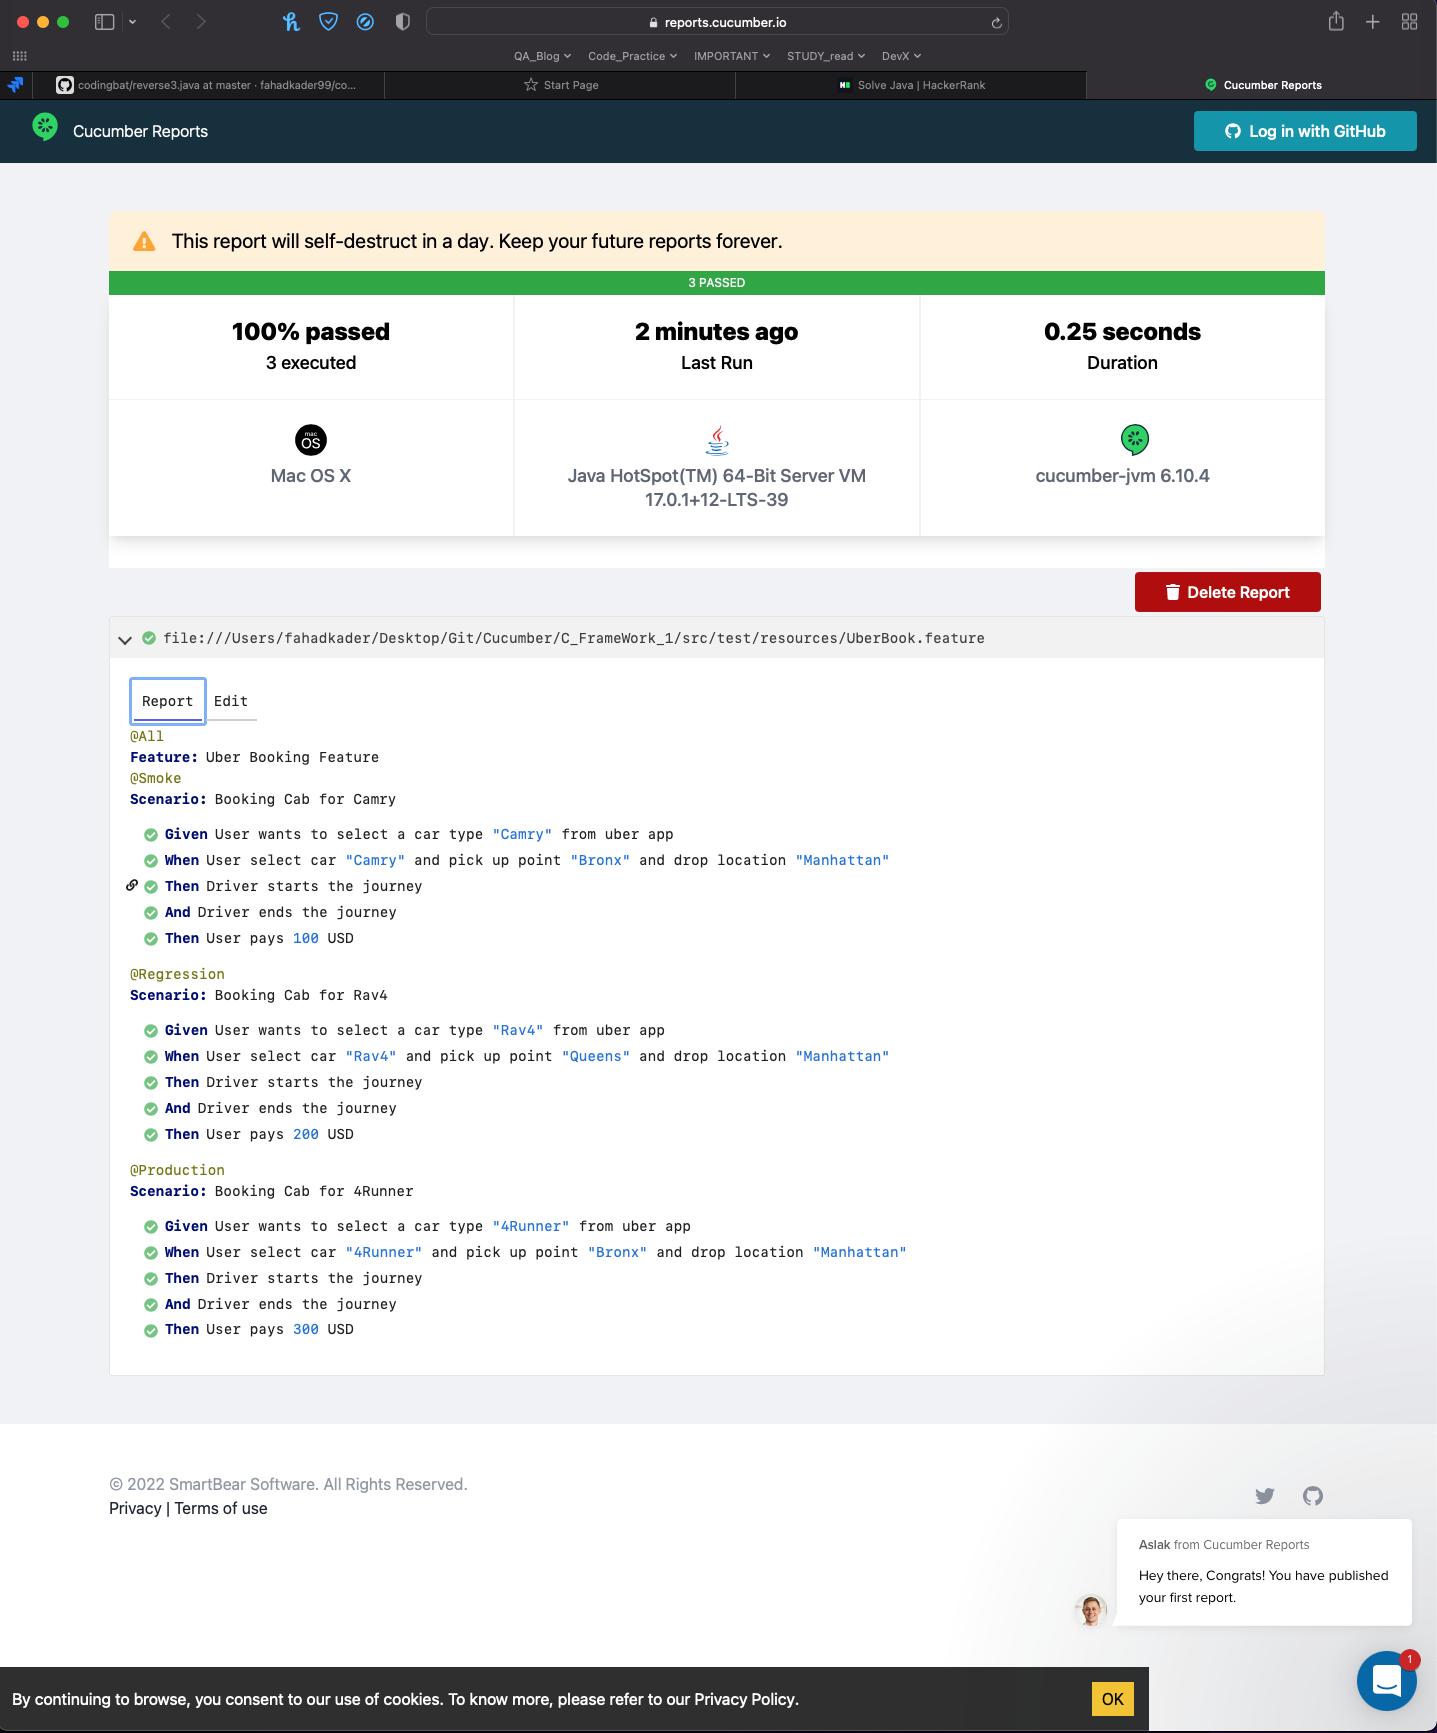 reports.cucumber.io
QA_Blog Code_Practice IMPORTANT STUDY_read DevX
codingbat/reverse3.java at master · fahadkader99/co... Start Page Solve Java | HackerRank Cucumber Reports
Cucumber Reports
Log in with GitHub
This report will self-destruct in a day. Keep your future reports forever.
3 PASSED
100% passed
3 executed
2 minutes ago
Last Run
0.25 seconds
Duration
mac
OS
Mac OS X
Java HotSpot(TM) 64-Bit Server VM
17.0.1+12-LTS-39
cucumber-jvm 6.10.4
Delete Report
file:///Users/fahadkader/Desktop/Git/Cucumber/C_FrameWork_1/src/test/resources/UberBook.feature
Report Edit
@All
Feature: Uber Booking Feature
@Smoke
Scenario: Booking Cab for Camry
Given User wants to select a car type "Camry" from uber app
When User select car "Camry" and pick up point "Bronx" and drop location "Manhattan"
Then Driver starts the journey
And Driver ends the journey
Then User pays 100 USD
@Regression
Scenario: Booking Cab for Rav4
Given User wants to select a car type "Rav4" from uber app
When User select car "Rav4" and pick up point "Queens" and drop location "Manhattan"
Then Driver starts the journey
And Driver ends the journey
Then User pays 200 USD
@Production
Scenario: Booking Cab for 4Runner
Given User wants to select a car type "4Runner" from uber app
When User select car "4Runner" and pick up point "Bronx" and drop location "Manhattan"
Then Driver starts the journey
And Driver ends the journey
Then User pays 300 USD
© 2022 SmartBear Software. All Rights Reserved.
Privacy | Terms of use
Aslak from Cucumber Reports
Hey there, Congrats! You have published
your first report.
1
By continuing to browse, you consent to our use of cookies. To know more, please refer to our Privacy Policy.
OK